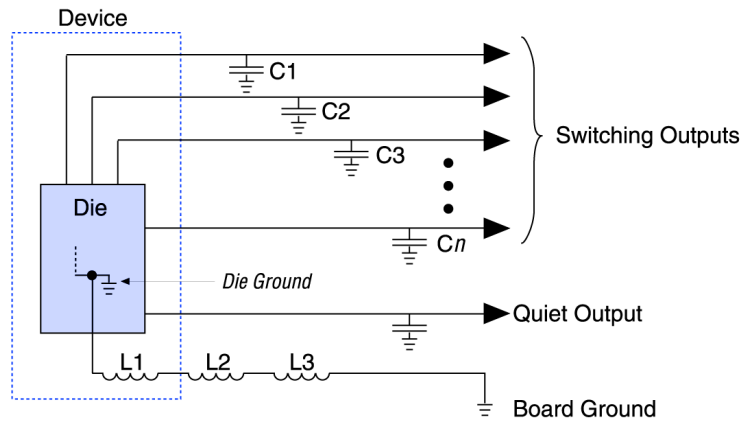 Device
C1
C2
C3
Switching Outputs
Die
Cn
Die Ground
Quiet Output
L1 L2 L3
Board Ground